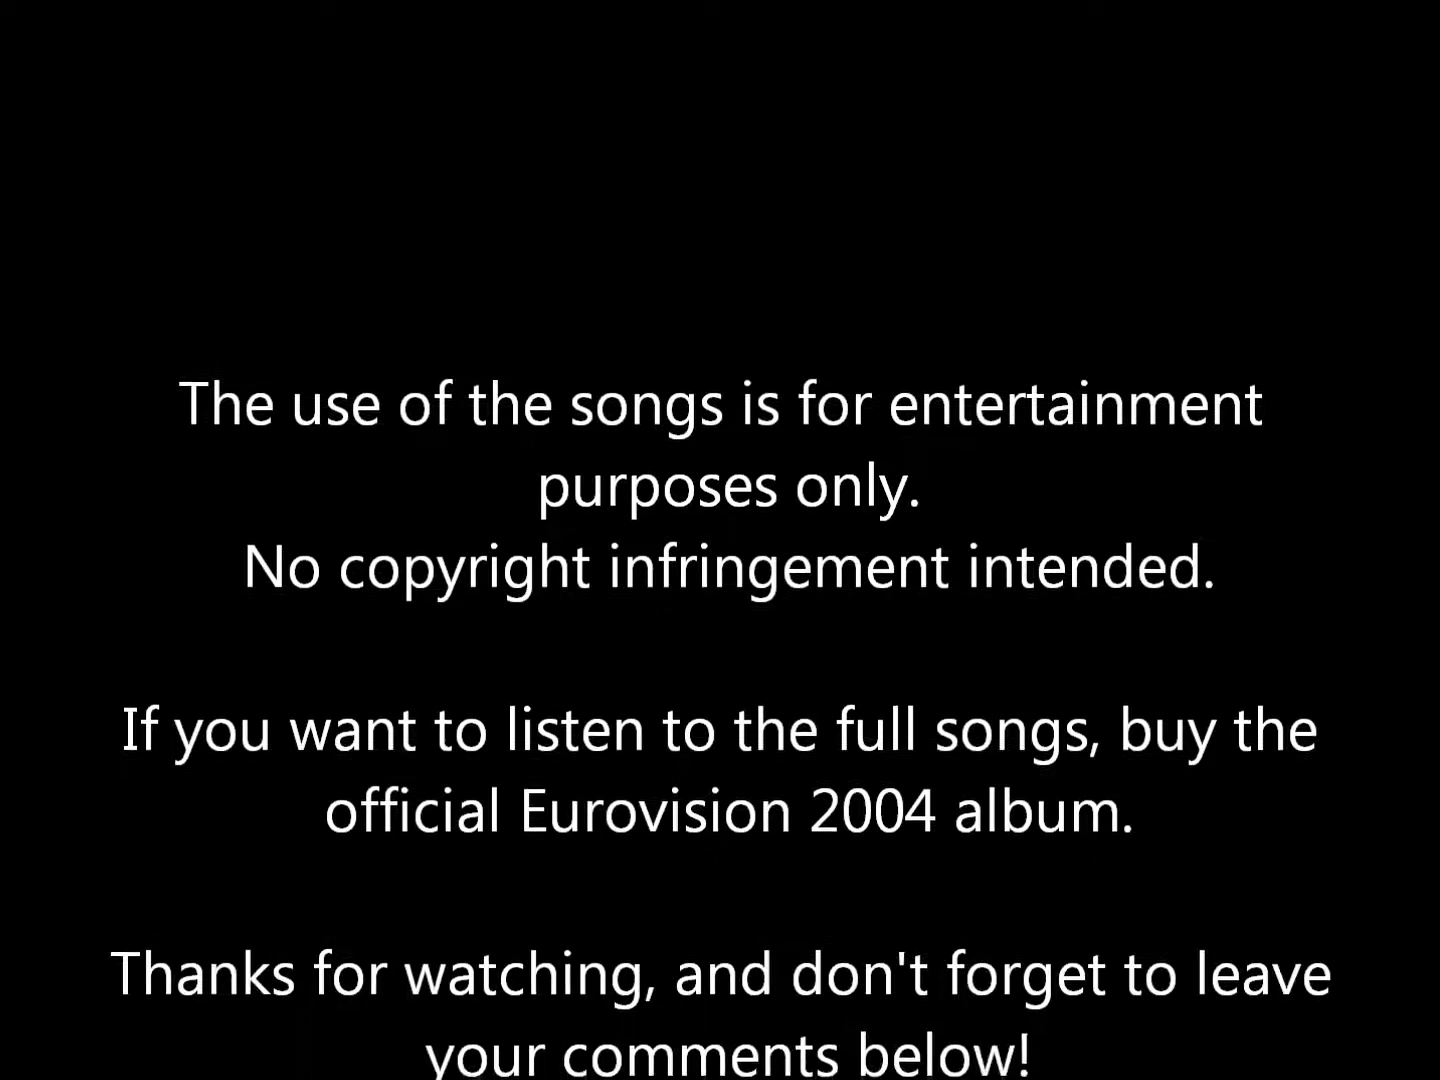 The use of the songs is for entertainment
purposes only.
No copyright infringement intended.
If you want to listen to the full songs, buy the
official Eurovision 2004 album.
Thanks for watching, and don't forget to leave
your comments below!